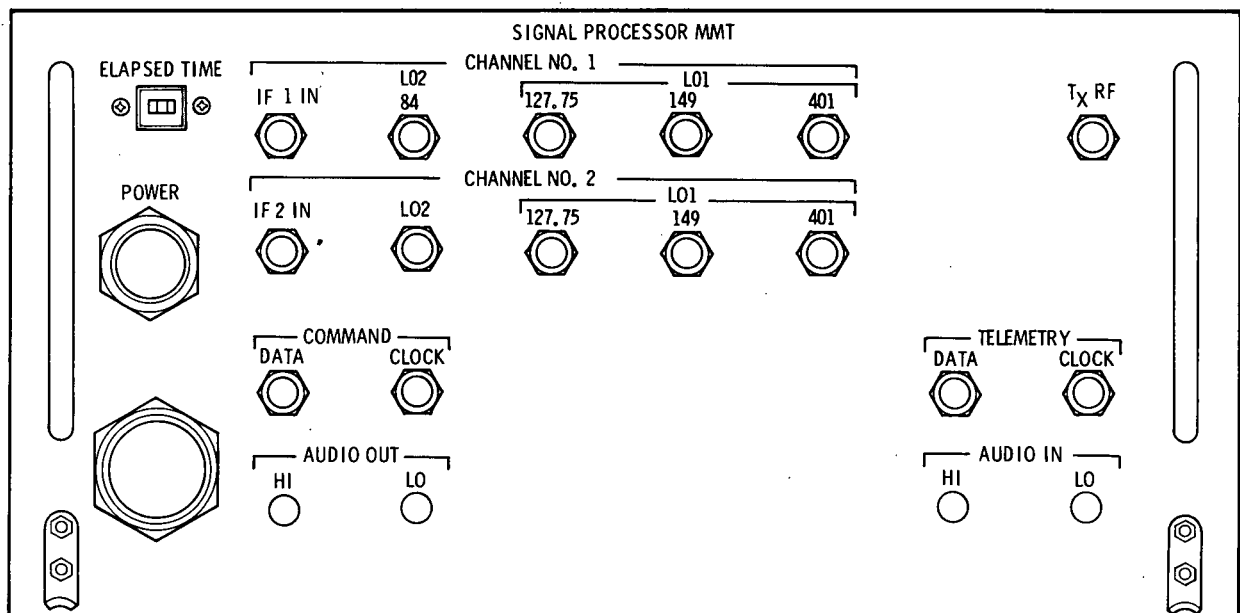 SIGNAL PROCESSOR MMT
ELAPSED TIME
CHANNEL NO. 1
IF 1 IN
LO2
84
LO1
127.75 149 401
TX RF
POWER
CHANNEL NO. 2
IF 2 IN
LO2
LO1
127.75 149 401
COMMAND
DATA CLOCK
TELEMETRY
DATA CLOCK
AUDIO OUT
HI LO
AUDIO IN
HI LO